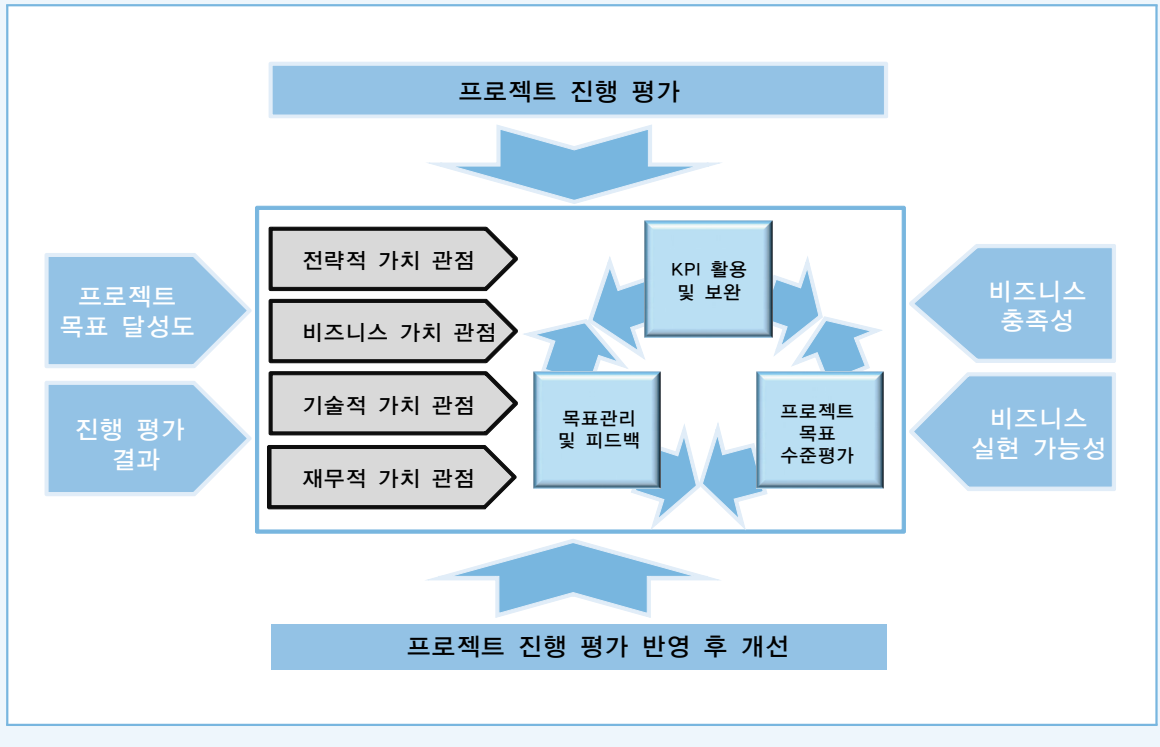 프로젝트 진행 평가
프로젝트
목표 달성도
진행 평가
결과
전략적 가치 관점
비즈니스 가치 관점
기술적 가치 관점
재무적 가치 관점
KPI 활용
및 보완
목표관리
및 피드백
프로젝트
목표
수준평가
비즈니스
충족성
비즈니스
실현 가능성
프로젝트 진행 평가 반영 후 개선